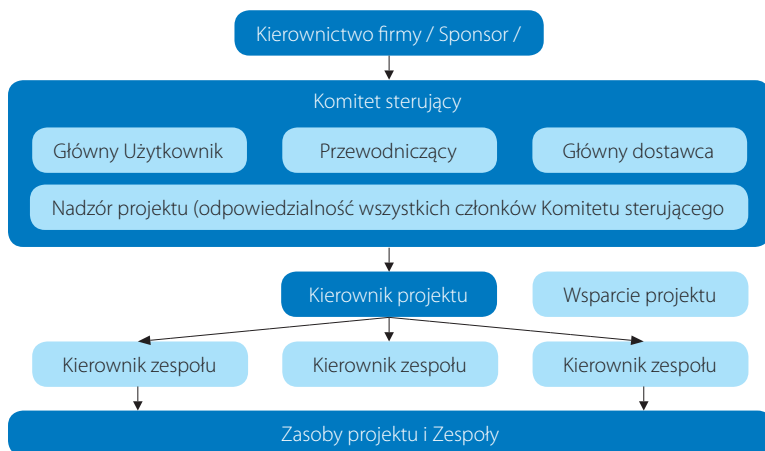 Kierownictwo firmy / Sponsor /
Komitet sterujący
Główny Użytkownik
Przewodniczący
Główny dostawca
Nadzór projektu (odpowiedzialność wszystkich członków Komitetu sterującego
Kierownik projektu
Wsparcie projektu
Kierownik zespołu
Kierownik zespołu
Kierownik zespołu
Zasoby projektu i Zespoły